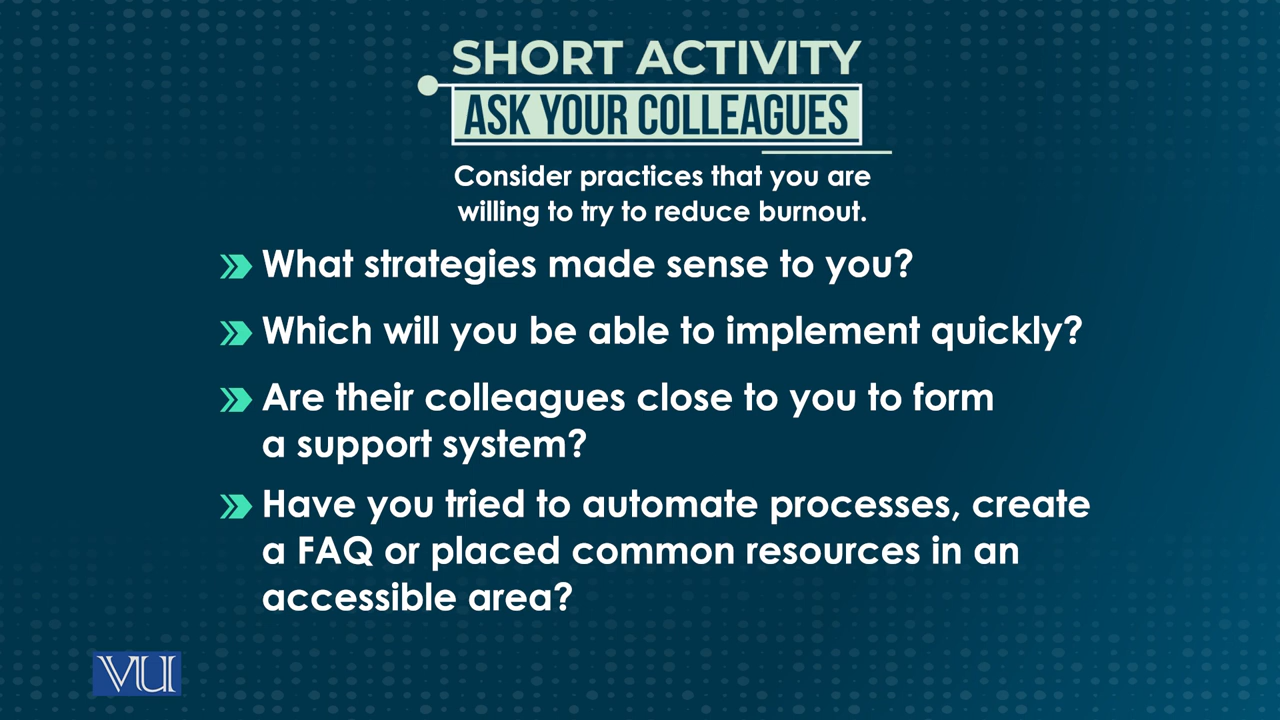 SHORT ACTIVITY
ASK YOUR COLLEAGUES
Consider practices that you are
willing to try to reduce burnout.
What strategies made sense to you?
Which will you be able to implement quickly?
Are their colleagues close to you to form
a support system?
Have you tried to automate processes, create
a FAQ or placed common resources in an
accessible area?
VU